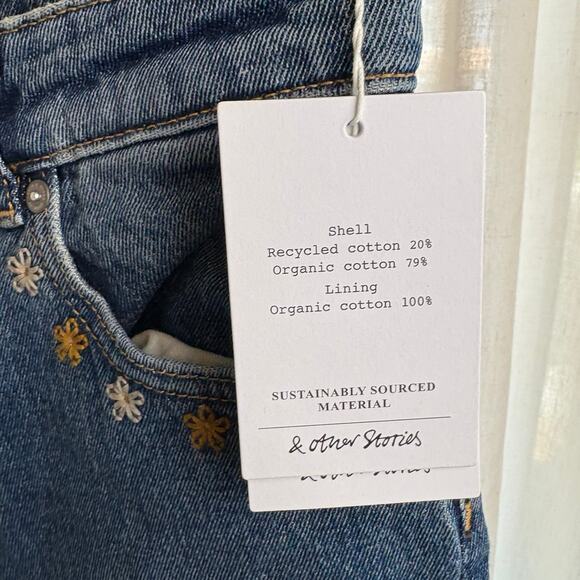 Shell
Recycled cotton 20%
Organic cotton 79%
Lining
Organic cotton 100%
SUSTAINABLY SOURCED
MATERIAL
& other Stories